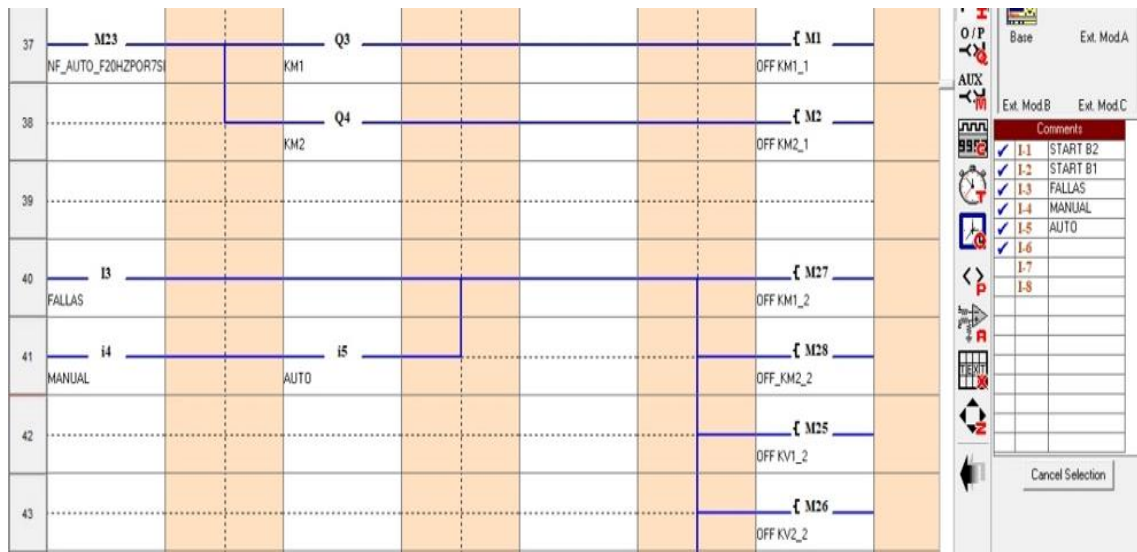 37 M23 Q3 { M1
NF_AUTO_F20HZPOR7SI KM1 OFF KM1_1
38 Q4 { M2
KM2 OFF KM2_1
39
40 I3 { M27
FALLAS OFF KM1_2
41 i4 i5 { M28
MANUAL AUTO OFF_KM2_2
42 { M25
OFF KV1_2
43 { M26
OFF KV2_2
I
O/P
Q
AUX
M
C
T
P
A
TEXT
Z
Base Ext. Mod.A
Ext. Mod.B Ext. Mod.C
Comments
I-1 START B2
I-2 START B1
I-3 FALLAS
I-4 MANUAL
I-5 AUTO
I-6
I-7
I-8
Cancel Selection